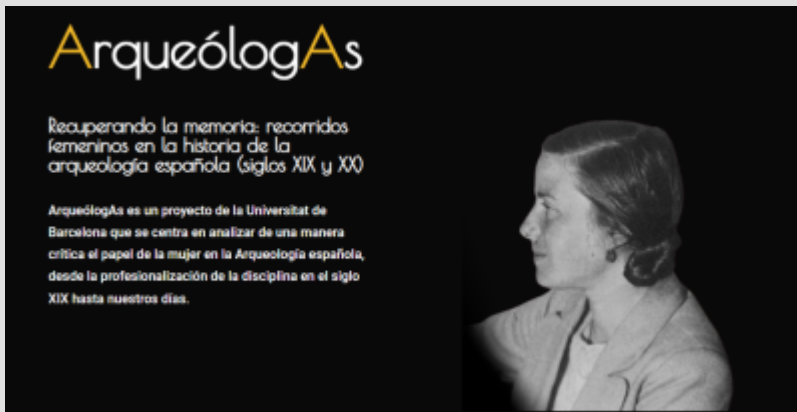 ArqueólogAs
Recuperando la memoria: recorridos
femeninos en la historia de la
arqueología española (siglos XIX y XX)
ArqueólogAs es un proyecto de la Universitat de
Barcelona que se centra en analizar de una manera
crítica el papel de la mujer en la Arqueología española,
desde la profesionalización de la disciplina en el siglo
XIX hasta nuestros días.